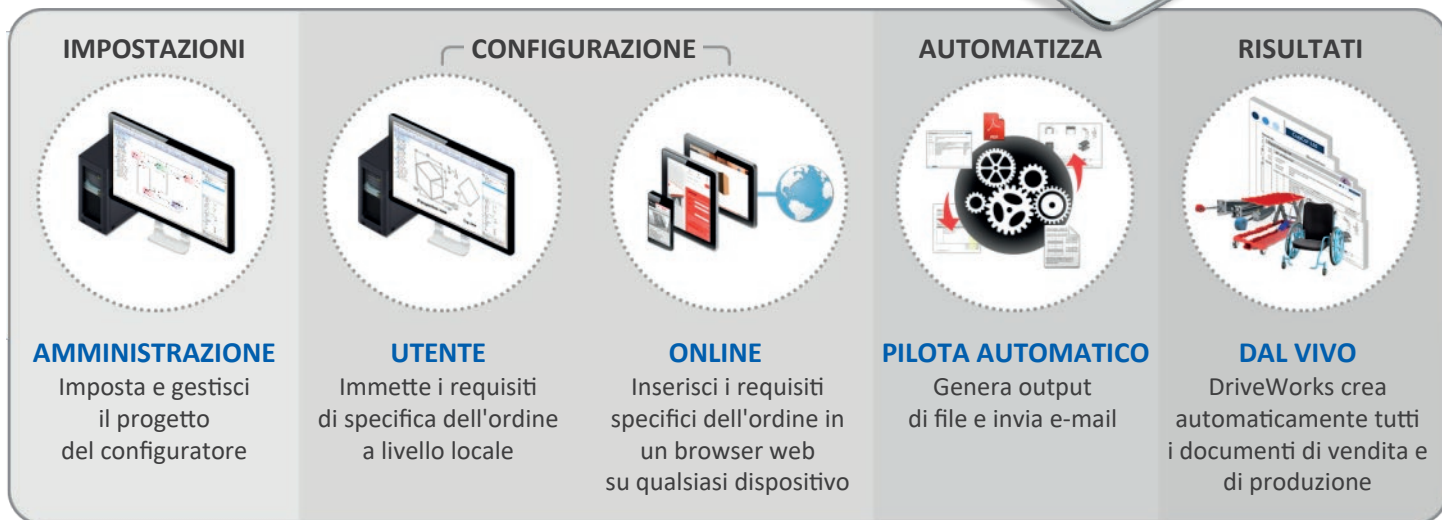 IMPOSTAZIONI
CONFIGURAZIONE
AUTOMATIZZA
RISULTATI
AMMINISTRAZIONE
Imposta e gestisci
il progetto
del configuratore
UTENTE
Immette i requisiti
di specifica dell'ordine
a livello locale
ONLINE
Inserisci i requisiti
specifici dell'ordine in
un browser web
su qualsiasi dispositivo
PILOTA AUTOMATICO
Genera output
di file e invia e-mail
DAL VIVO
DriveWorks crea
automaticamente tutti
i documenti di vendita e
di produzione